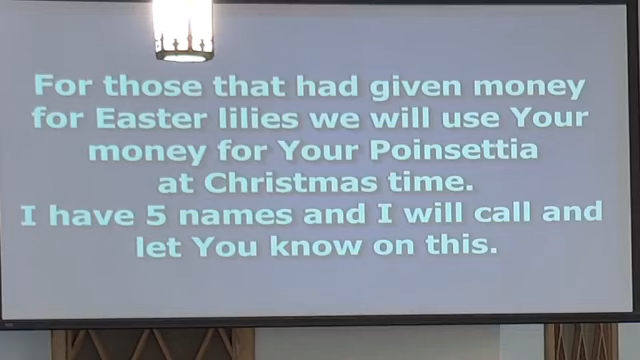 For those that had given money
for Easter lilies we will use Your
money for Your Poinsettia
at Christmas time.
I have 5 names and I will call and
let You know on this.